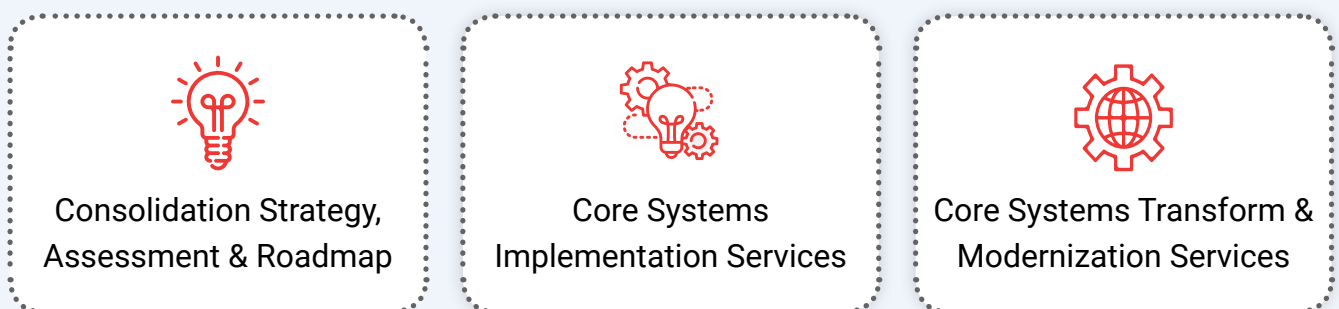 Consolidation Strategy,
Assessment & Roadmap
Core Systems
Implementation Services
Core Systems Transform &
Modernization Services